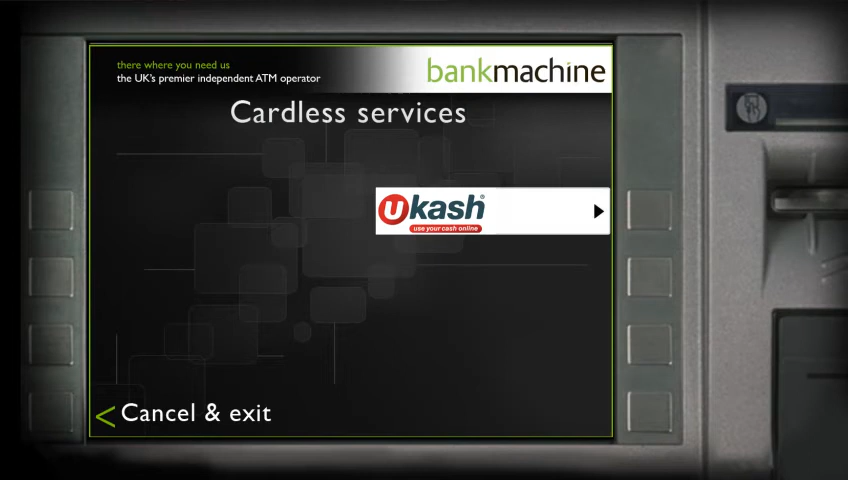 there where you need us
the UK's premier independent ATM operator
bankmachine
Cardless services
ukash®
use your cash online
< Cancel & exit